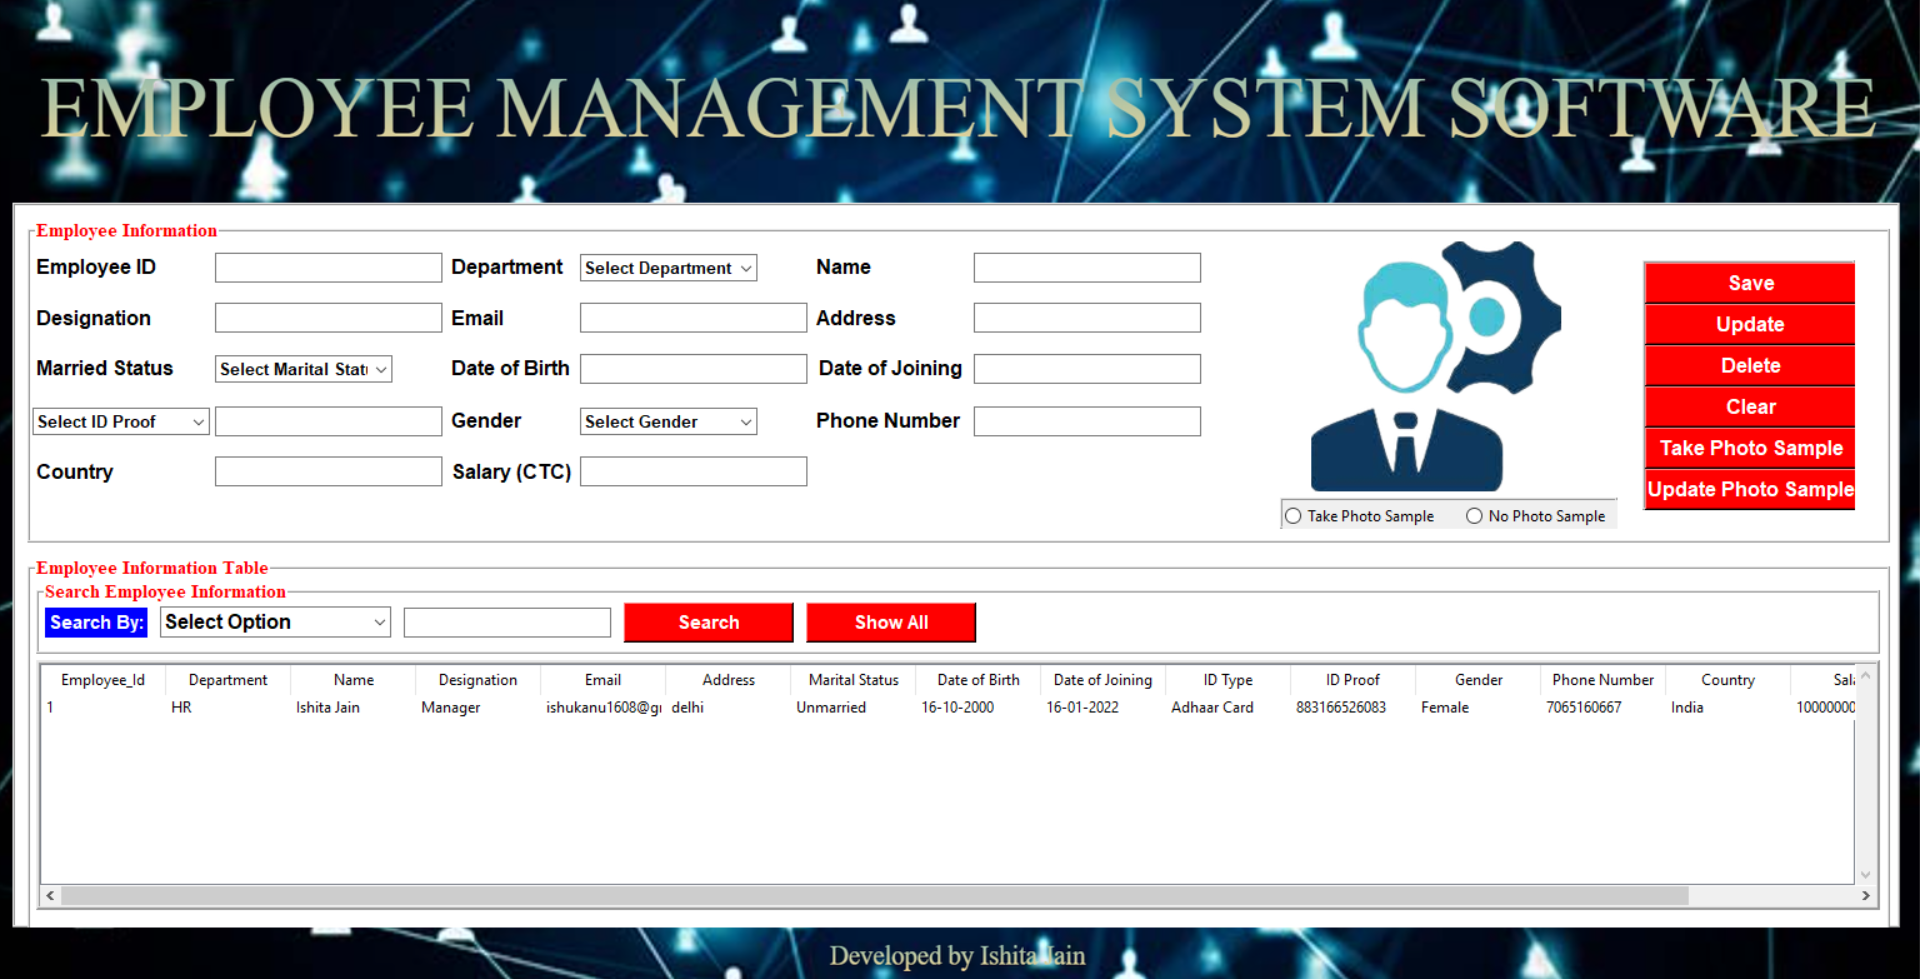 EMPLOYEE MANAGEMENT SYSTEM SOFTWARE
Employee Information
Employee ID Department Select Department Name
Designation Email Address
Married Status Select Marital Stat Date of Birth Date of Joining
Select ID Proof Gender Select Gender Phone Number
Country Salary (CTC)
Save
Update
Delete
Clear
Take Photo Sample
Update Photo Sample
Take Photo Sample No Photo Sample
Employee Information Table
Search Employee Information
Search By: Select Option Search Show All
Employee_Id Department Name Designation Email Address Marital Status Date of Birth Date of Joining ID Type ID Proof Gender Phone Number Country Sal
1 HR Ishita Jain Manager ishukanu1608@g delhi Unmarried 16-10-2000 16-01-2022 Adhaar Card 883166526083 Female 7065160667 India 10000000
Developed by Ishita Jain